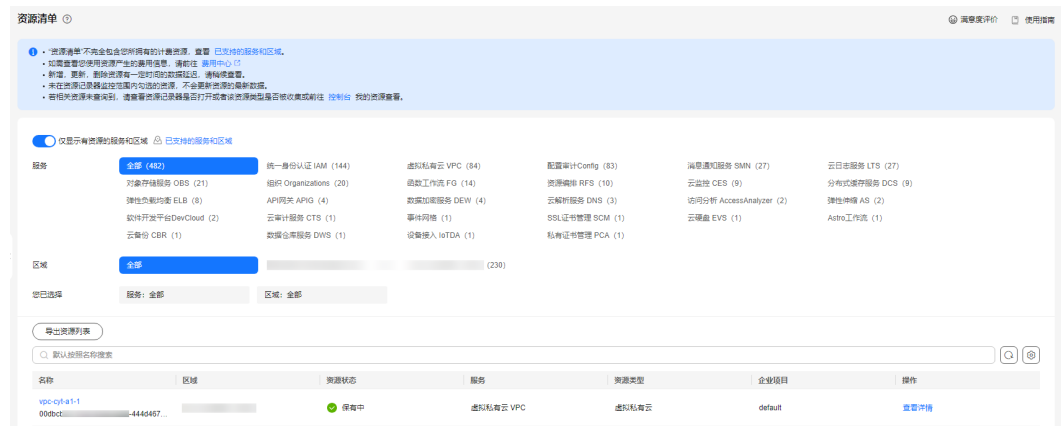 资源清单
满意度评价 使用指南
• “资源清单”不完全包含您所拥有的计费资源，查看 已支持的服务和区域。
• 如需查看您使用资源产生的费用信息，请前往 费用中心
• 新增，更新，删除资源有一定时间的数据延迟，请稍候查看。
• 未在资源记录器监控范围内勾选的资源，不会更新资源的最新数据。
• 若相关资源未查询到，请查看资源记录器是否打开或者该资源类型是否被收集或前往 控制台 我的资源查看。
仅显示有资源的服务和区域 已支持的服务和区域
服务 全部 (482) 统一身份认证 IAM (144) 虚拟私有云 VPC (84) 配置审计Config (83) 消息通知服务 SMN (27) 云日志服务 LTS (27)
对象存储服务 OBS (21) 组织 Organizations (20) 函数工作流 FG (14) 资源编排 RFS (10) 云监控 CES (9) 分布式缓存服务 DCS (9)
弹性负载均衡 ELB (8) API网关 APIG (4) 数据加密服务 DEW (4) 云解析服务 DNS (3) 访问分析 AccessAnalyzer (2) 弹性伸缩 AS (2)
软件开发平台DevCloud (2) 云审计服务 CTS (1) 事件网格 (1) SSL证书管理 SCM (1) 云硬盘 EVS (1) Astro工作流 (1)
云备份 CBR (1) 数据仓库服务 DWS (1) 设备接入 IoTDA (1) 私有证书管理 PCA (1)
区域 全部 (230)
您已选择 服务：全部 区域：全部
导出资源列表
默认按照名称搜索
名称 区域 资源状态 服务 资源类型 企业项目 操作
vpc-cyl-a1-1
00dbct -444d467... 保有中 虚拟私有云 VPC 虚拟私有云 default 查看详情